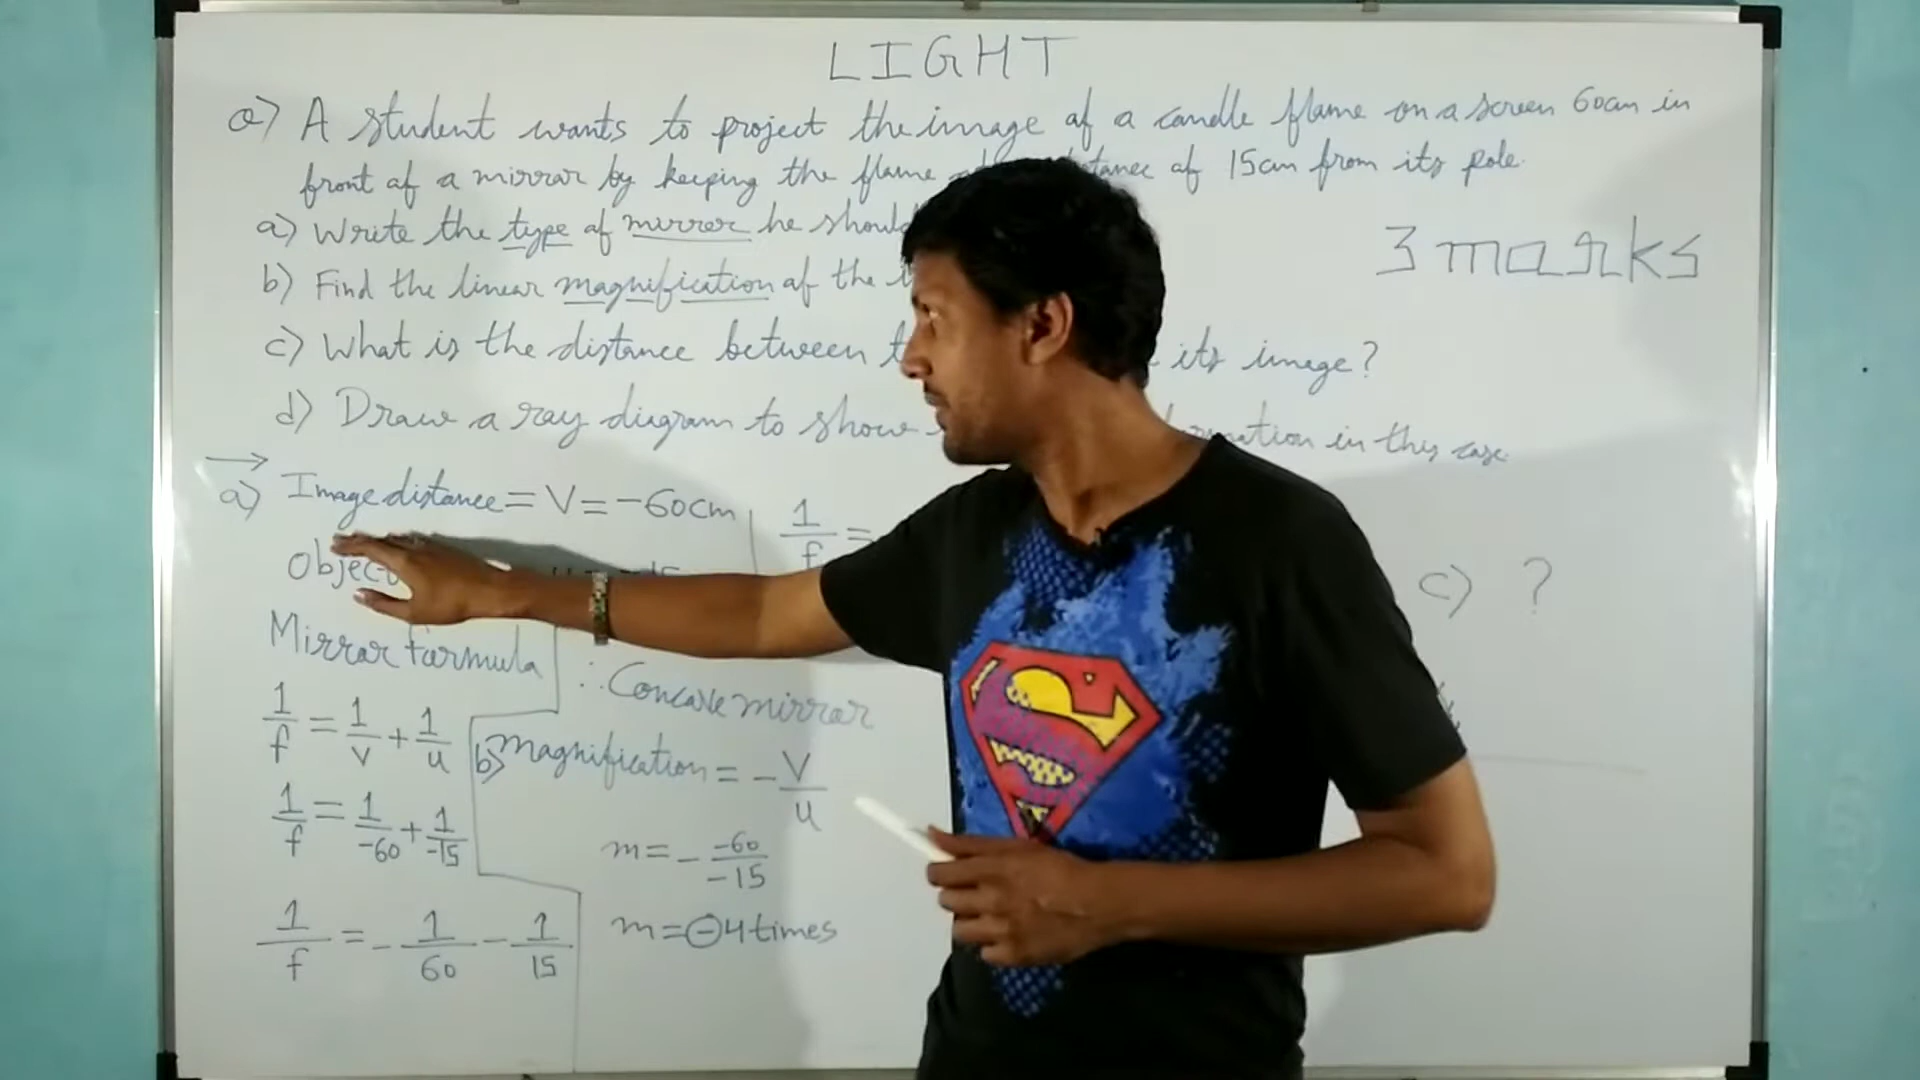 LIGHT
a) A student wants to project the image of a candle flame on a screen 60cm in
front of a mirror by keeping the flame of 15cm from its pole.
3 marks
a) Write the type of mirror he should
b) Find the linear magnification of the
c) What is the distance between its image?
d) Draw a ray diagram to show in this case.
a) Image distance = V = -60cm
1/f =
c) ?
Mirror formula
∴ Concave mirror
1/f = 1/v + 1/u
b) Magnification = - V/u
1/f = 1/-60 + 1/-15
m = - -60/-15
1/f = - 1/60 - 1/15
m = -4 times
S